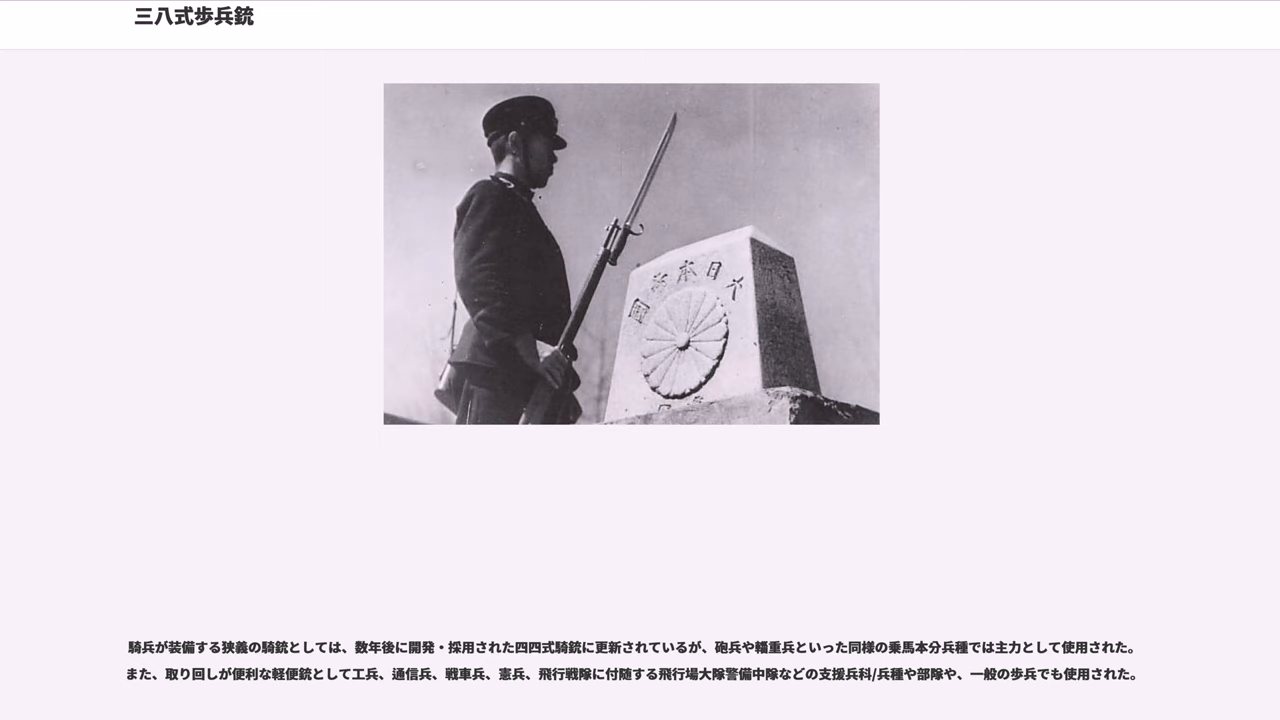 三八式歩兵銃
大日本帝國
騎兵が装備する狭義の騎銃としては、数年後に開発・採用された四四式騎銃に更新されているが、砲兵や輜重兵といった同様の乗馬本分兵種では主力として使用された。
また、取り回しが便利な軽便銃として工兵、通信兵、戦車兵、憲兵、飛行戦隊に付随する飛行場大隊警備中隊などの支援兵科/兵種や部隊や、一般の歩兵でも使用された。